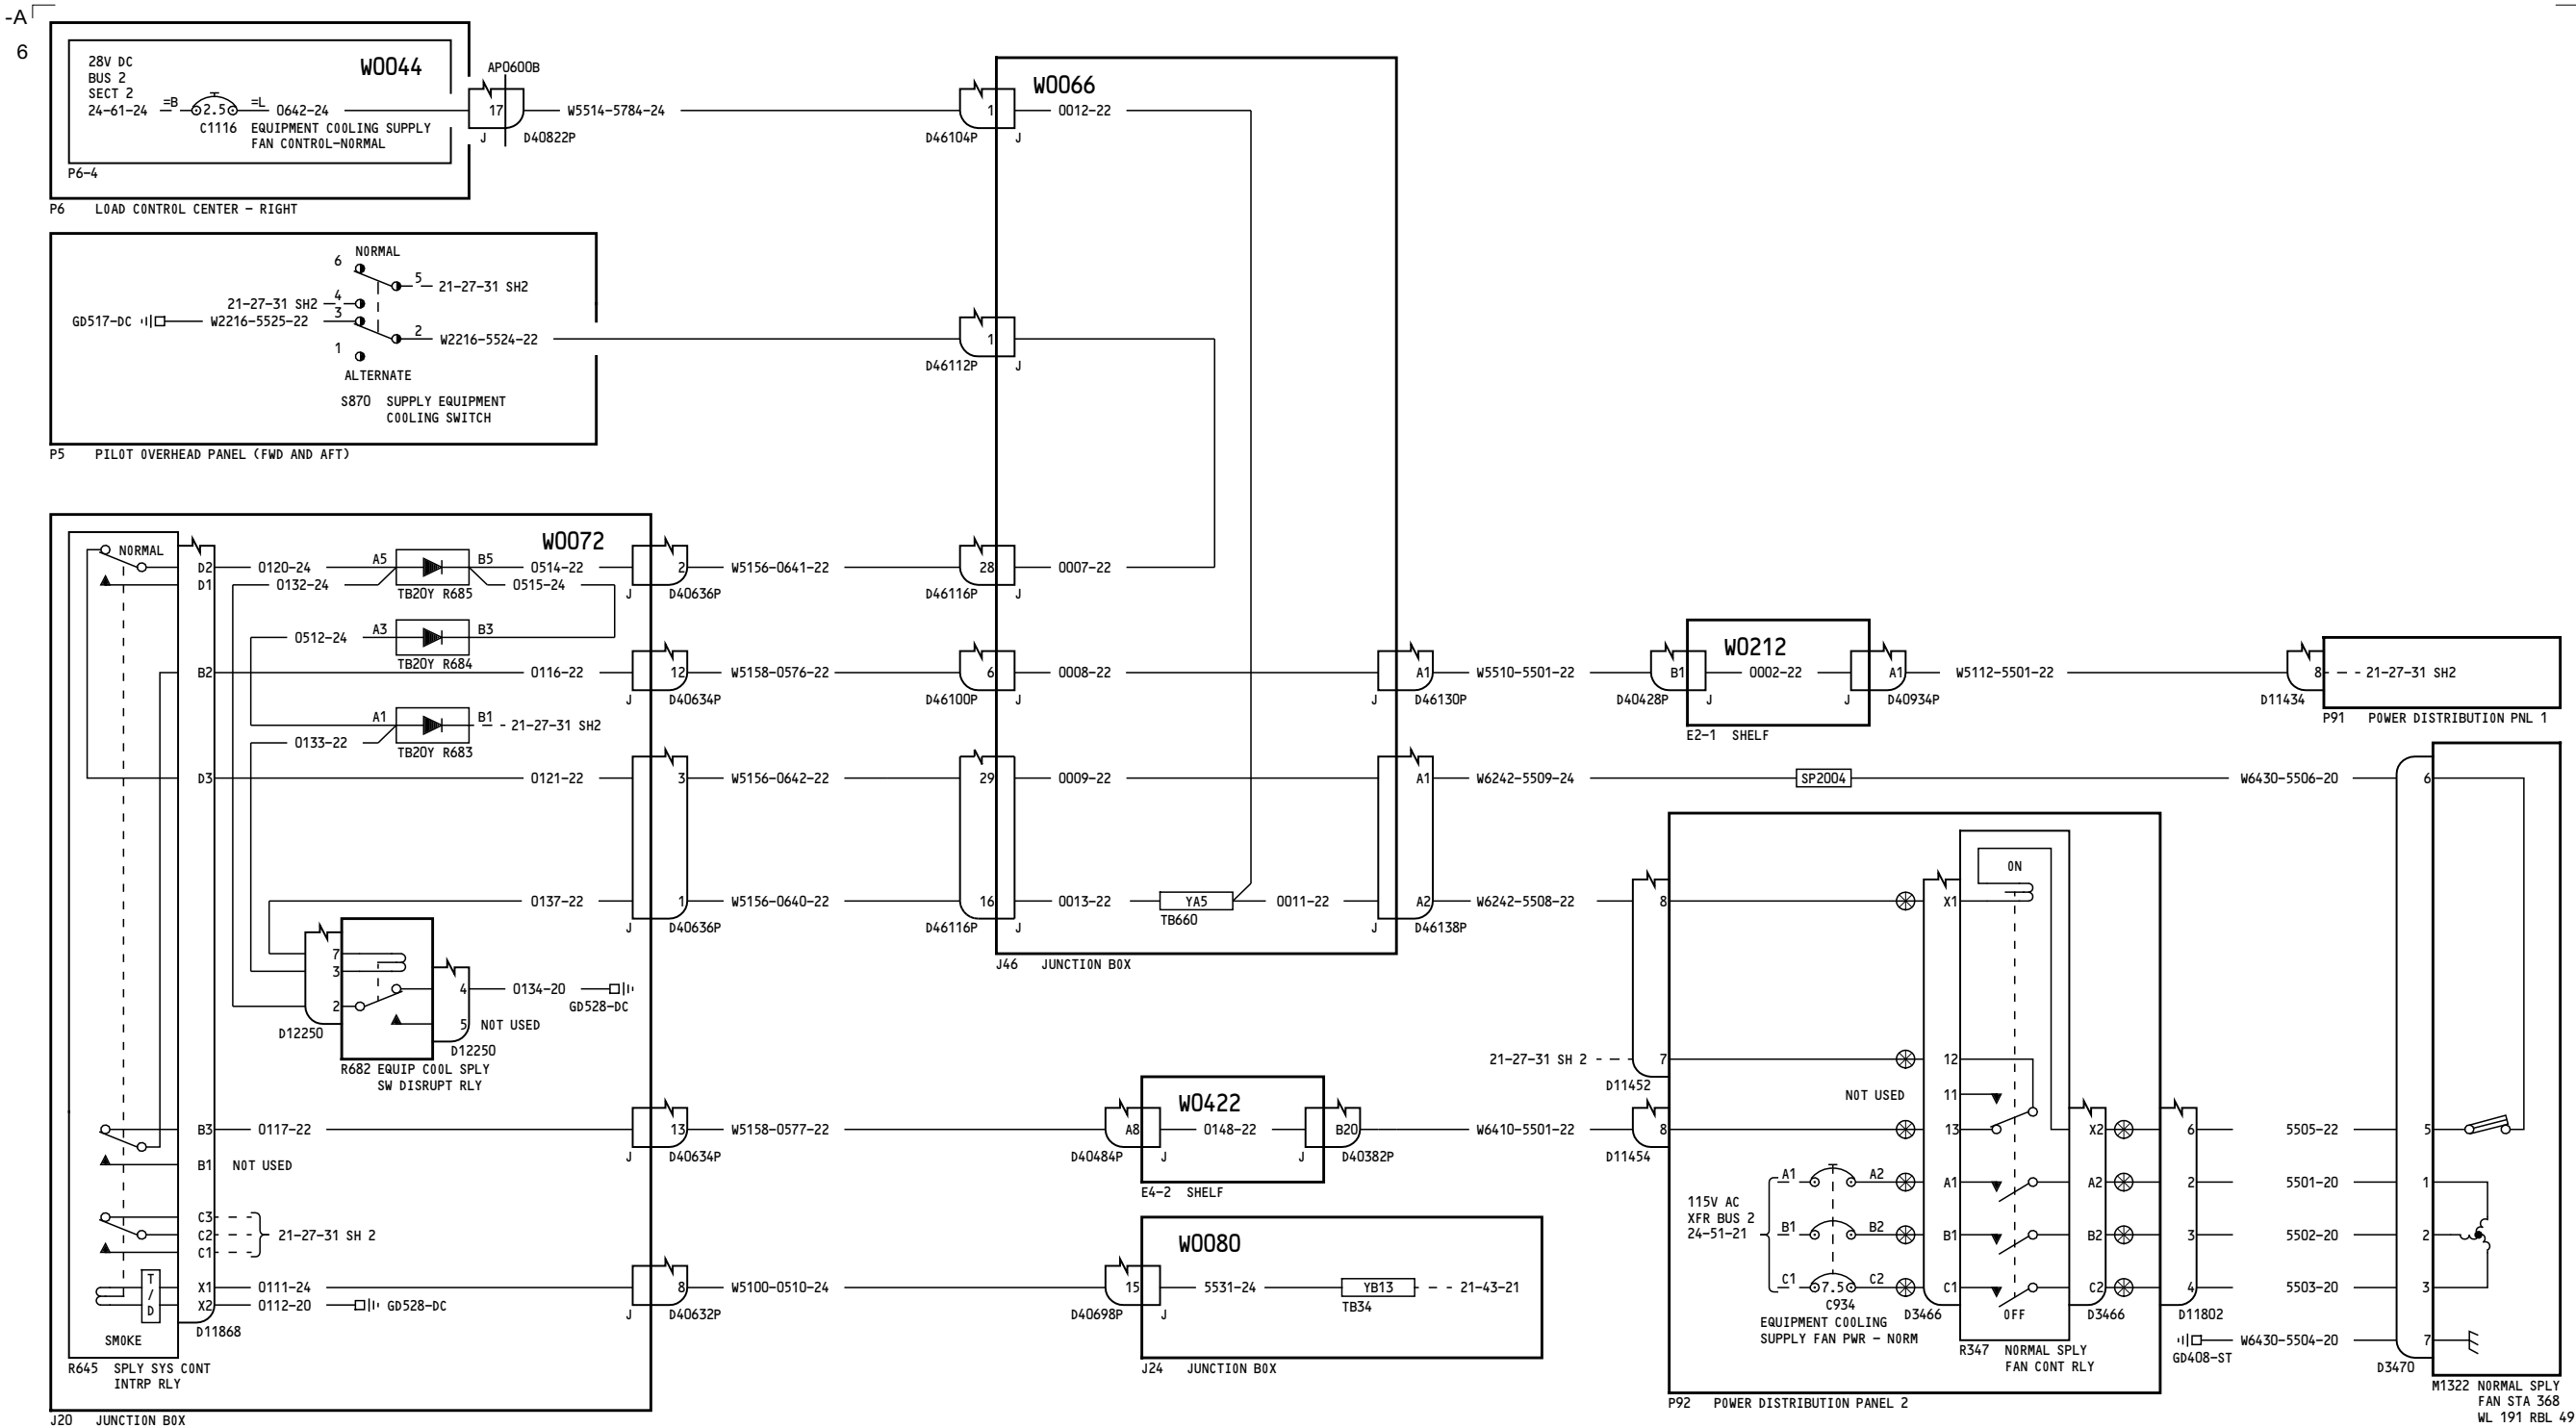 -A
6
28V DC
BUS 2
SECT 2
24-61-24
=B
2.5
=L
0642-24
C1116
EQUIPMENT COOLING SUPPLY
FAN CONTROL-NORMAL
W0044
P6-4
P6 LOAD CONTROL CENTER - RIGHT
AP0600B
17
J
D40822P
W5514-5784-24
1
D46104P
J
W0066
0012-22
NORMAL
6
5
21-27-31 SH2
21-27-31 SH2
4
GD517-DC
W2216-5525-22
3
2
W2216-5524-22
1
ALTERNATE
S870 SUPPLY EQUIPMENT
COOLING SWITCH
P5 PILOT OVERHEAD PANEL (FWD AND AFT)
1
D46112P
J
W0072
NORMAL
D2
0120-24
A5
B5
0514-22
2
W5156-0641-22
28
0007-22
D1
0132-24
TB20Y R685
0515-24
J
D40636P
D46116P
J
0512-24
A3
B3
TB20Y R684
B2
0116-22
12
W5158-0576-22
6
0008-22
A1
W5510-5501-22
B1
W0212
0002-22
A1
W5112-5501-22
8
21-27-31 SH2
J
D40634P
D46100P
J
J
D46130P
D40428P
J
J
D40934P
D11434
P91 POWER DISTRIBUTION PNL 1
E2-1 SHELF
A1
B1
21-27-31 SH2
0133-22
TB20Y R683
D3
0121-22
3
W5156-0642-22
29
0009-22
A1
W6242-5509-24
SP2004
W6430-5506-20
6
0137-22
1
W5156-0640-22
16
0013-22
YA5
TB660
0011-22
A2
W6242-5508-22
8
X1
ON
J
D40636P
D46116P
J
J
D46138P
J46 JUNCTION BOX
7
3
2
4
0134-20
GD528-DC
5
NOT USED
D12250
D12250
R682 EQUIP COOL SPLY
SW DISRUPT RLY
21-27-31 SH 2
7
12
D11452
NOT USED
11
B3
0117-22
13
W5158-0577-22
A8
W0422
0148-22
B20
W6410-5501-22
8
13
X2
6
5505-22
5
J
D40634P
D40484P
J
J
D40382P
D11454
E4-2 SHELF
B1
NOT USED
115V AC
XFR BUS 2
24-51-21
A1
A2
A1
A2
2
5501-20
1
B1
B2
B1
B2
3
5502-20
2
C1
7.5
C2
C1
C2
4
5503-20
3
C934
EQUIPMENT COOLING
SUPPLY FAN PWR - NORM
D3466
OFF
D3466
D11802
R347 NORMAL SPLY
FAN CONT RLY
GD408-ST
W6430-5504-20
7
D3470
M1322 NORMAL SPLY
FAN STA 368
WL 191 RBL 49
P92 POWER DISTRIBUTION PANEL 2
C3
C2
C1
21-27-31 SH 2
T
/
D
X1
0111-24
8
W5100-0510-24
15
W0080
5531-24
YB13
TB34
21-43-21
X2
0112-20
GD528-DC
J
D40632P
D40698P
J
J24 JUNCTION BOX
SMOKE
D11868
R645 SPLY SYS CONT
INTRP RLY
J20 JUNCTION BOX